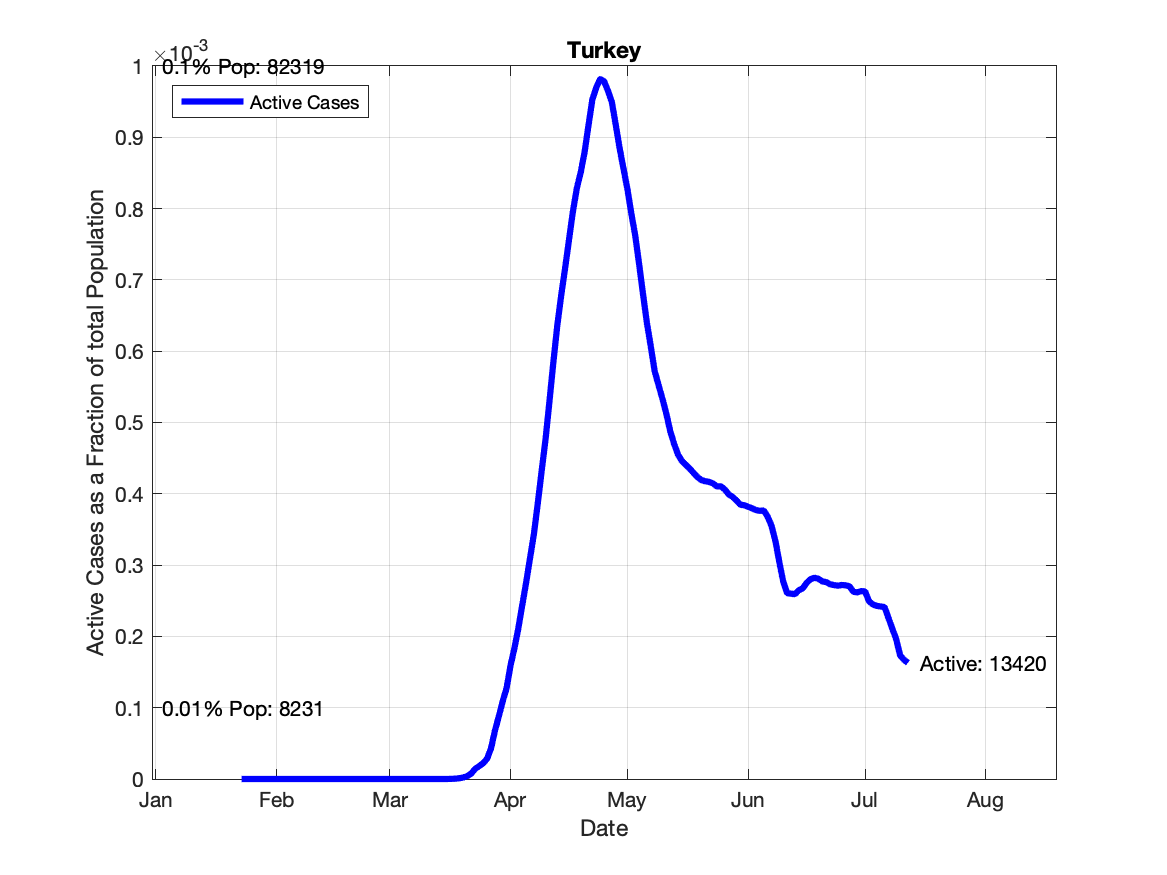 Turkey
×10-3
0.1% Pop: 82319
Active Cases
1
0.9
0.8
0.7
0.6
0.5
0.4
0.3
0.2
0.1
0
Active Cases as a Fraction of total Population
0.01% Pop: 8231
Active: 13420
Jan Feb Mar Apr May Jun Jul Aug
Date